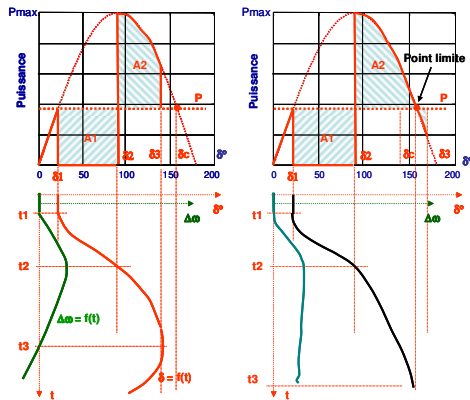 Pmax
Puissance
A2
P
A1
δ2
δ3
δc
δ°
0
50
100
150
200
δ1
Δω
δ°
t1
t2
Δω = f(t)
t3
δ = f(t)
t
Pmax
Puissance
A2
Point limite
P
A1
δ2
δc
δ3
δ°
0
50
100
150
200
δ1
δ°
Δω
t1
t2
t3
t